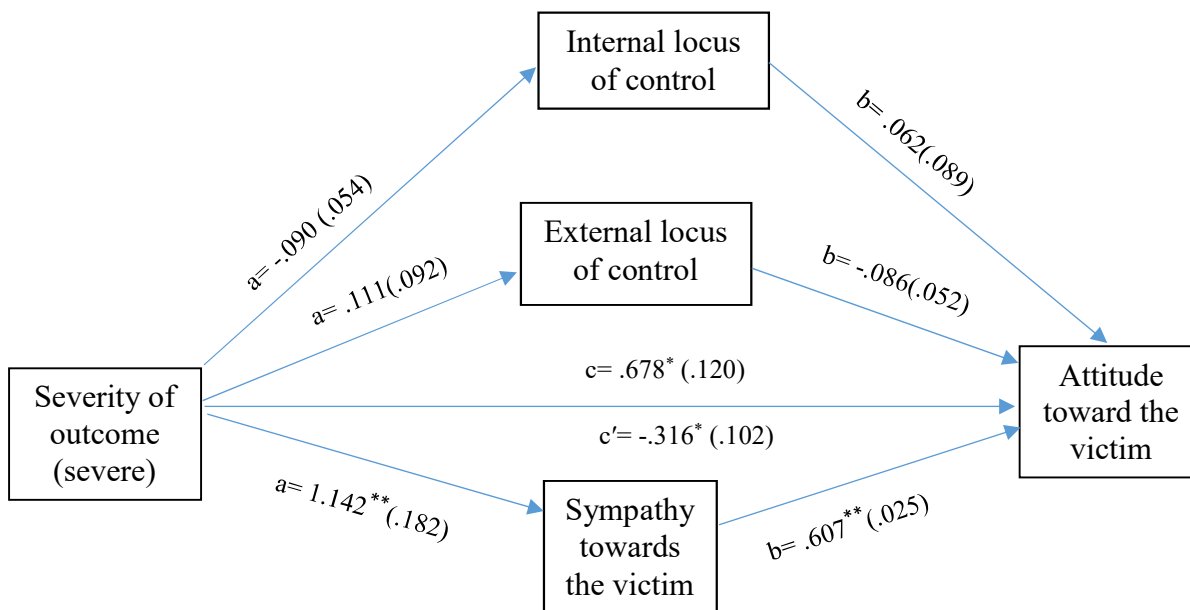 Internal locus
of control
a= -.090 (.054)
b= .062(.089)
External locus
of control
a= .111(.092)
b= -.086(.052)
Severity of
outcome
(severe)
c= .678* (.120)
c′= -.316* (.102)
Attitude
toward the
victim
a= 1.142**(.182)
Sympathy
towards
the victim
b= .607** (.025)